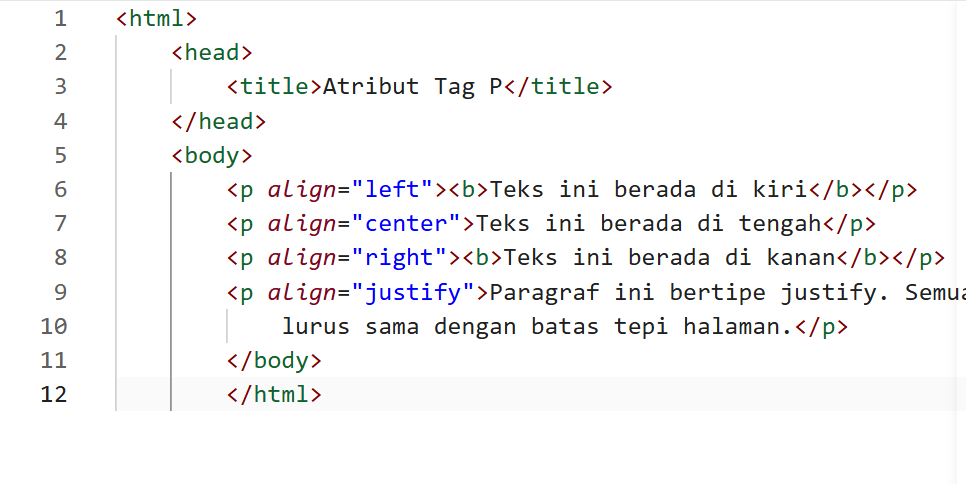 1 <html>
2 <head>
3 <title>Atribut Tag P</title>
4 </head>
5 <body>
6 <p align="left"><b>Teks ini berada di kiri</b></p>
7 <p align="center">Teks ini berada di tengah</p>
8 <p align="right"><b>Teks ini berada di kanan</b></p>
9 <p align="justify">Paragraf ini bertipe justify. Semua
10 lurus sama dengan batas tepi halaman.</p>
11 </body>
12 </html>